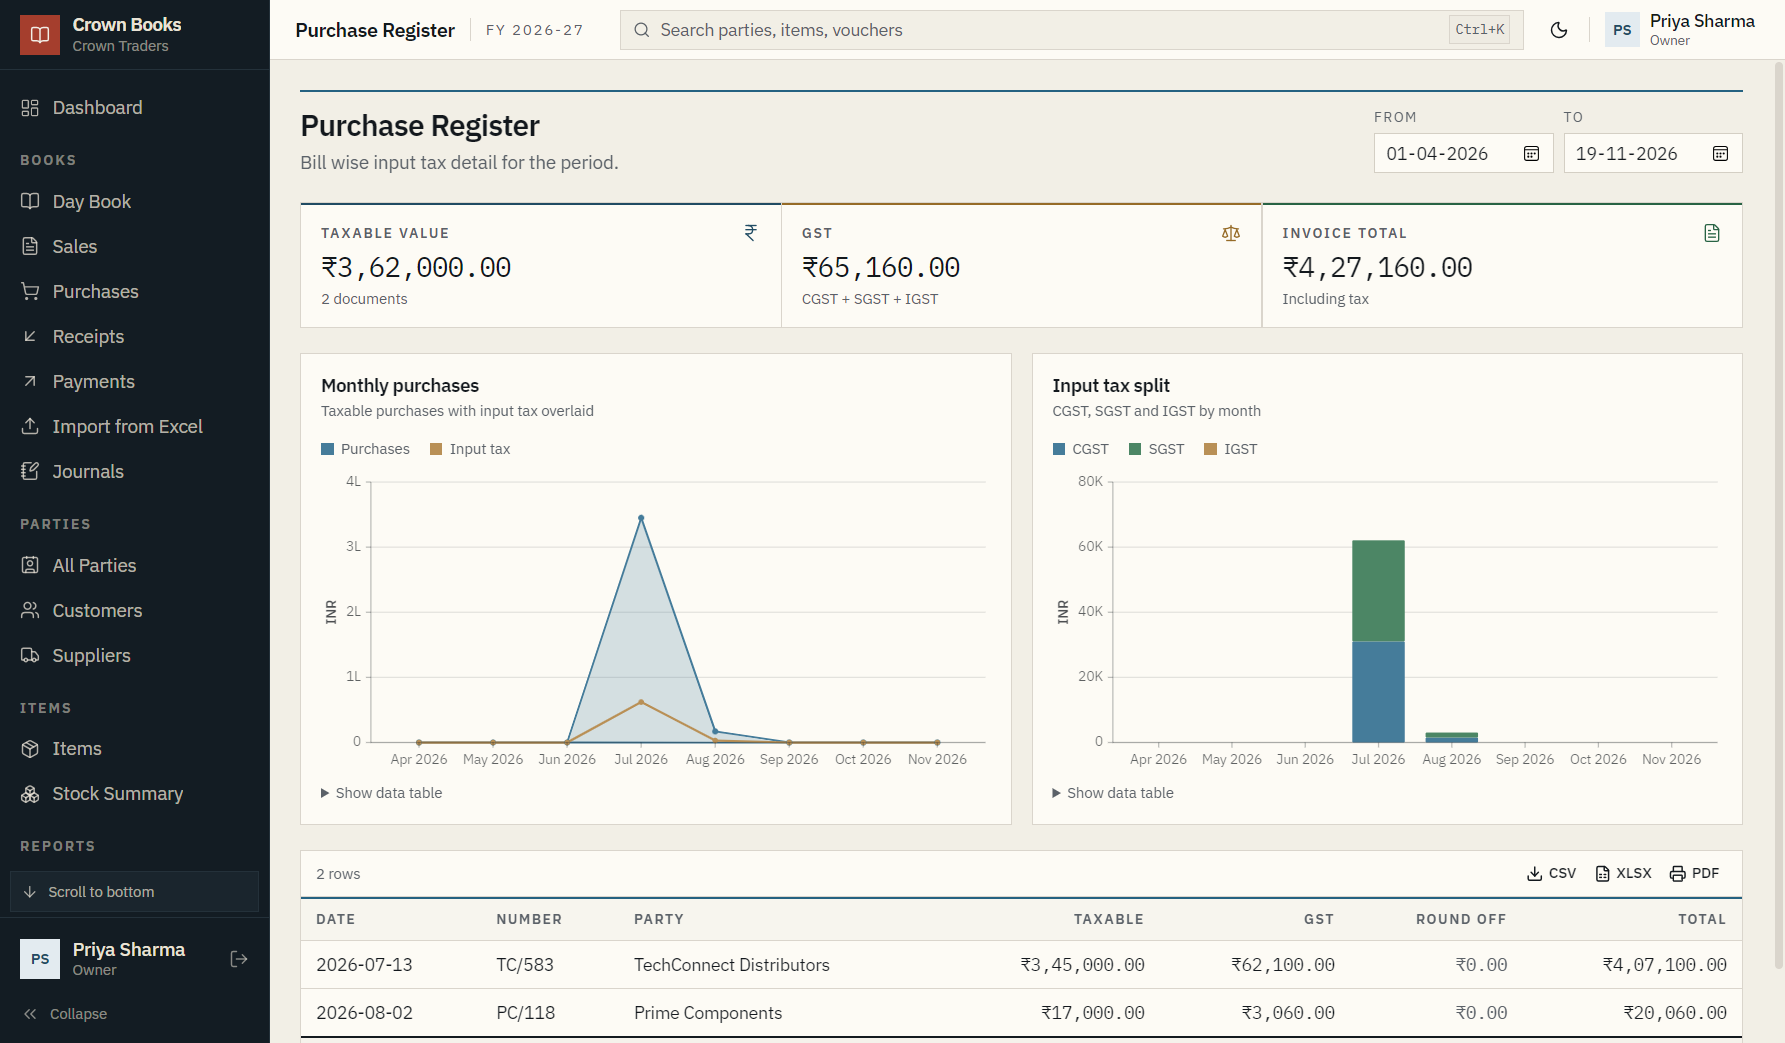 Crown Books
Crown Traders
Dashboard
BOOKS
Day Book
Sales
Purchases
Receipts
Payments
Import from Excel
Journals
PARTIES
All Parties
Customers
Suppliers
ITEMS
Items
Stock Summary
REPORTS
Scroll to bottom
PS
Priya Sharma
Owner
Collapse
Purchase Register
FY 2026-27
Search parties, items, vouchers
Ctrl+K
PS
Priya Sharma
Owner
Purchase Register
Bill wise input tax detail for the period.
FROM
01-04-2026
TO
19-11-2026
TAXABLE VALUE
₹3,62,000.00
2 documents
GST
₹65,160.00
CGST + SGST + IGST
INVOICE TOTAL
₹4,27,160.00
Including tax
Monthly purchases
Taxable purchases with input tax overlaid
Purchases Input tax
4L
3L
2L
1L
0
INR
Apr 2026 May 2026 Jun 2026 Jul 2026 Aug 2026 Sep 2026 Oct 2026 Nov 2026
Show data table
Input tax split
CGST, SGST and IGST by month
CGST SGST IGST
80K
60K
40K
20K
0
INR
Apr 2026 May 2026 Jun 2026 Jul 2026 Aug 2026 Sep 2026 Oct 2026 Nov 2026
Show data table
2 rows
CSV XLSX PDF
DATE NUMBER PARTY TAXABLE GST ROUND OFF TOTAL
2026-07-13 TC/583 TechConnect Distributors ₹3,45,000.00 ₹62,100.00 ₹0.00 ₹4,07,100.00
2026-08-02 PC/118 Prime Components ₹17,000.00 ₹3,060.00 ₹0.00 ₹20,060.00